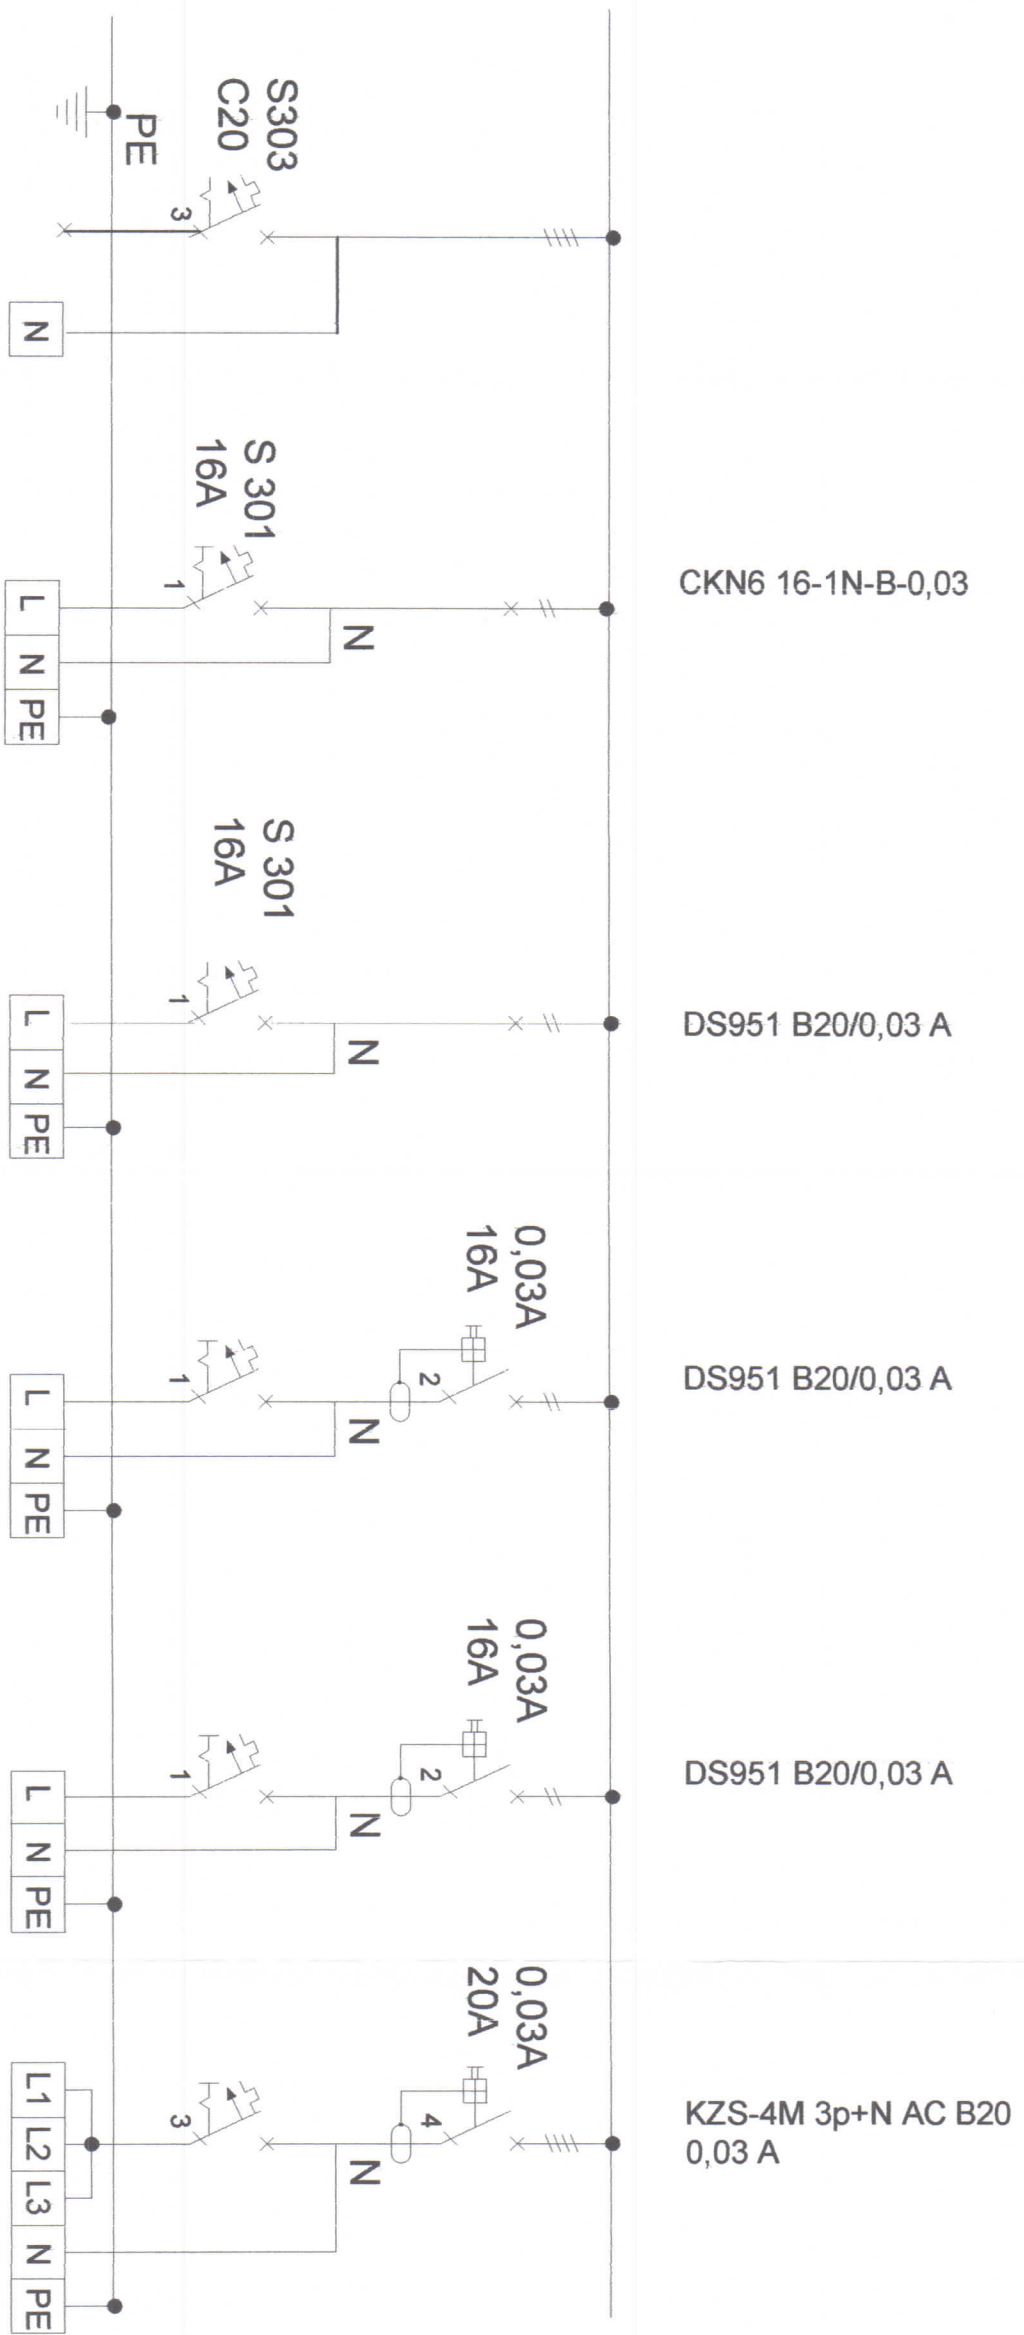 PE
S303
C20
3
N
CKN6 16-1N-B-0,03
S 301
16A
1
N
L
N
PE
DS951 B20/0,03 A
S 301
16A
1
N
L
N
PE
DS951 B20/0,03 A
0,03A
16A
2
1
N
L
N
PE
DS951 B20/0,03 A
0,03A
16A
2
1
N
L
N
PE
KZS-4M 3p+N AC B20
0,03 A
0,03A
20A
4
3
N
L1
L2
L3
N
PE